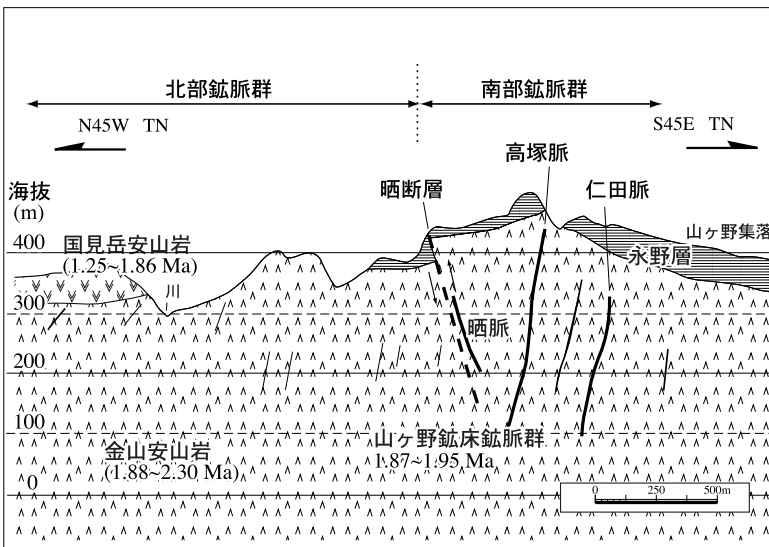 北部鉱脈群
南部鉱脈群
N45W TN
S45E TN
高塚脈
海抜
(m)
晒断層
仁田脈
400
国見岳安山岩
(1.25~1.86 Ma)
山ヶ野集落
永野層
川
300
晒脈
200
100
金山安山岩
(1.88~2.30 Ma)
山ヶ野鉱床鉱脈群
1.87~1.95 Ma
0
0 250 500m